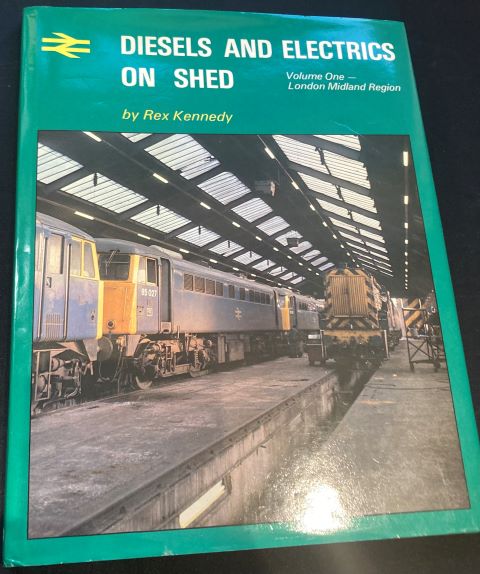 DIESELS AND ELECTRICS
ON SHED
Volume One —
London Midland Region
by Rex Kennedy
85 027